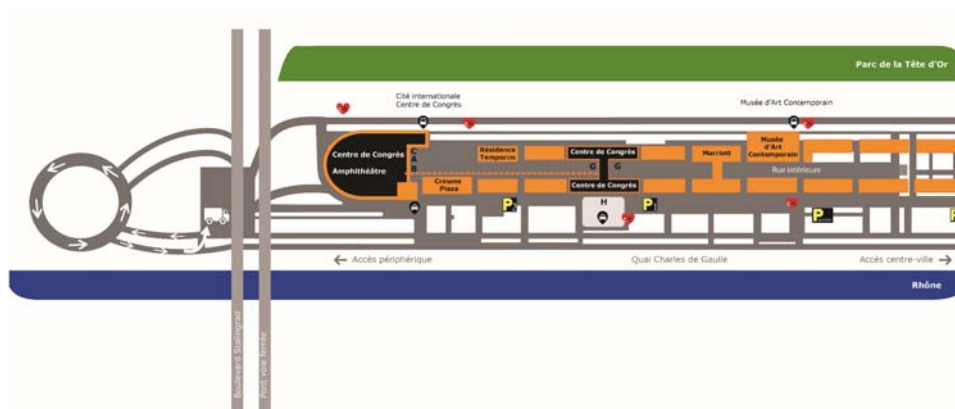 Parc de la Tête d'Or
Cité internationale
Centre de Congrès
Musée d'Art Contemporain
Centre de Congrès
Amphithéâtre
C
A
B
Résidence
Temporim
Centre de Congrès
Marriott
Musée
d'Art
Contemporain
G
G
Rue intérieure
Crowne
Plaza
Centre de Congrès
P
H
P
P
P
Accès périphérique
Quai Charles de Gaulle
Accès centre-ville
Rhône
Boulevard Stalingrad
Pont voie ferrée